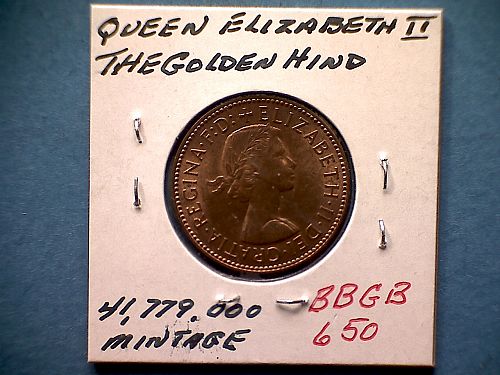 QUEEN ELIZABETH II
THE GOLDEN HIND
ELIZABETH·II·DEI·GRATIA·REGINA·F:D:+
41,779.000
MINTAGE
BBGB
650